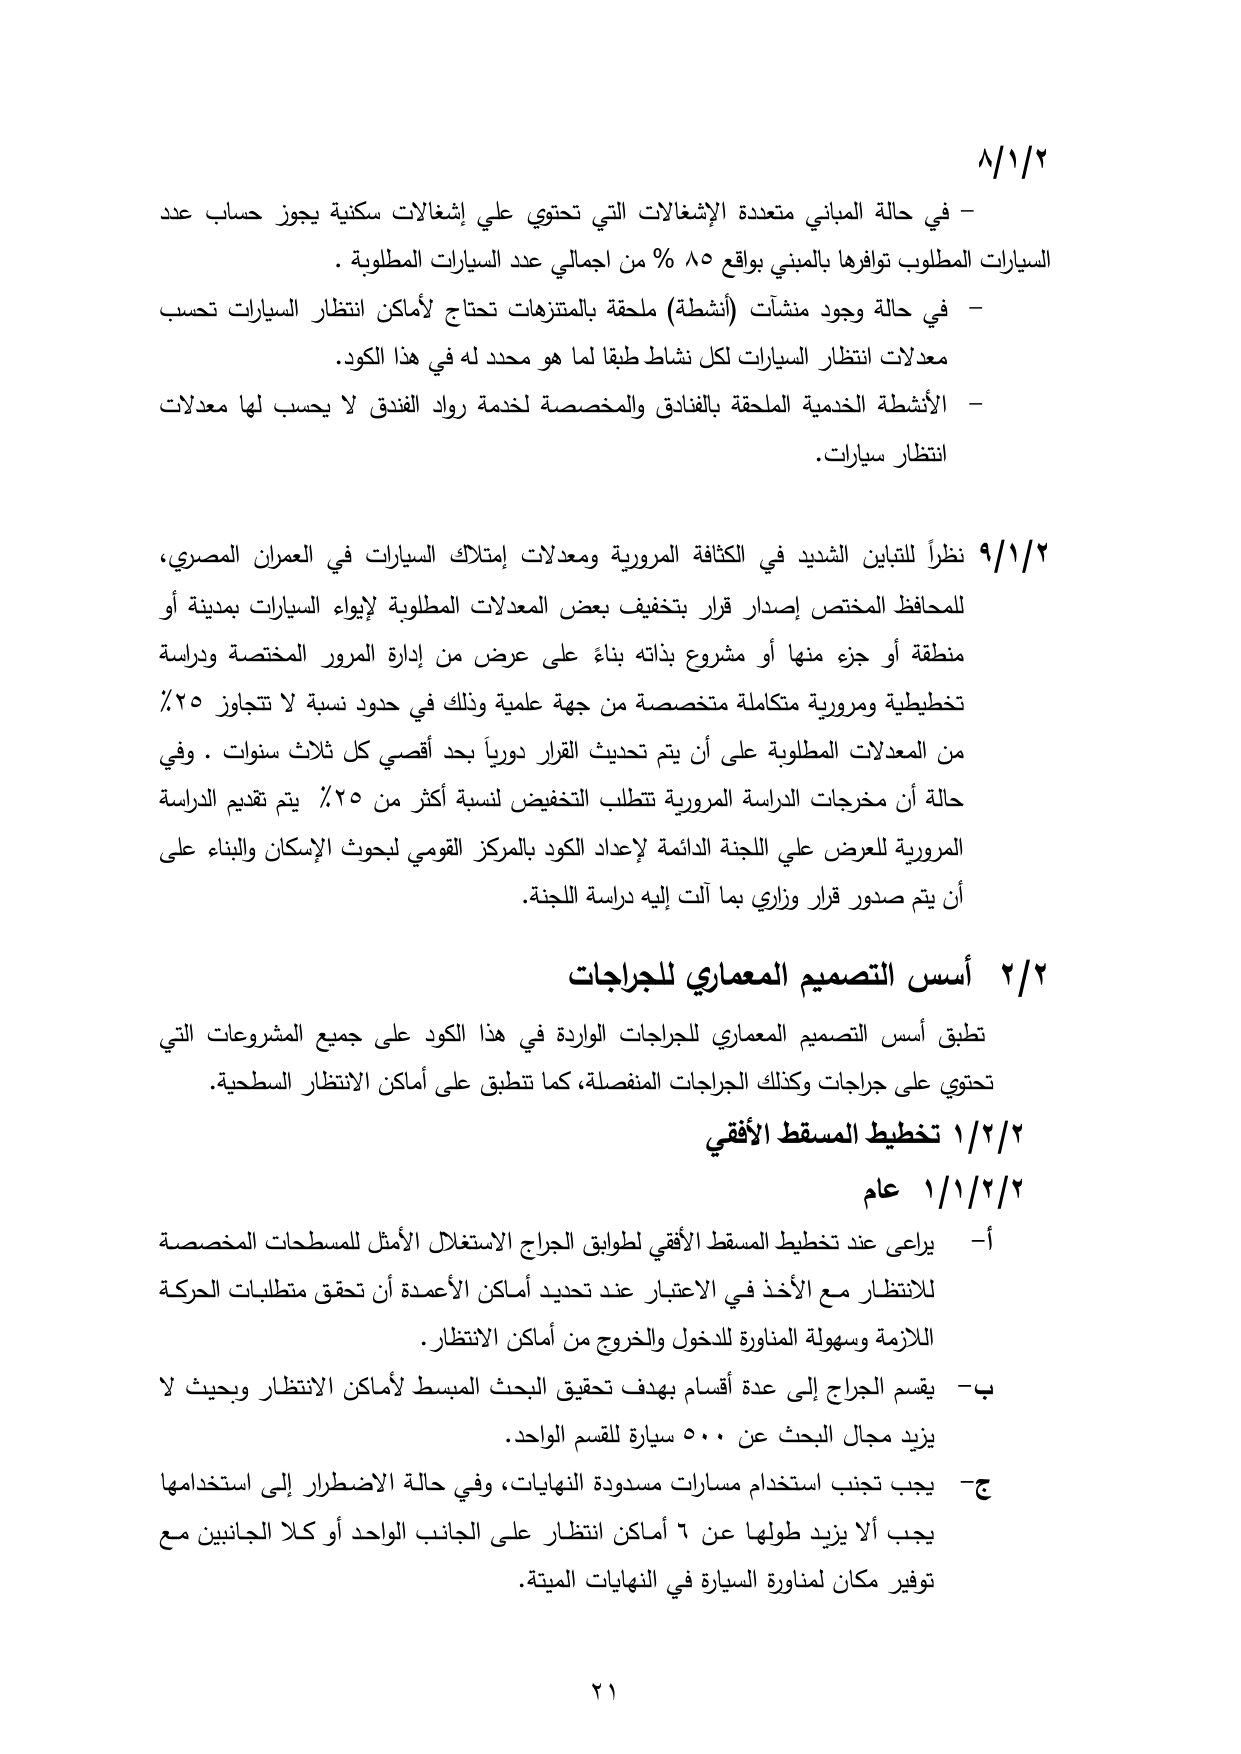 ٨/١/٢
- في حالة المباني متعددة الإشغالات التي تحتوي علي إشغالات سكنية يجوز حساب عدد
السيارات المطلوب توافرها بالمبني بواقع ٨٥ % من اجمالي عدد السيارات المطلوبة .
- في حالة وجود منشآت (أنشطة) ملحقة بالمتنزهات تحتاج لأماكن انتظار السيارات تحسب
معدلات انتظار السيارات لكل نشاط طبقا لما هو محدد له في هذا الكود.
- الأنشطة الخدمية الملحقة بالفنادق والمخصصة لخدمة رواد الفندق لا يحسب لها معدلات
انتظار سيارات.
٩/١/٢ نظراً للتباين الشديد في الكثافة المرورية ومعدلات إمتلاك السيارات في العمران المصري،
للمحافظ المختص إصدار قرار بتخفيف بعض المعدلات المطلوبة لإيواء السيارات بمدينة أو
منطقة أو جزء منها أو مشروع بذاته بناءً على عرض من إدارة المرور المختصة ودراسة
تخطيطية ومرورية متكاملة متخصصة من جهة علمية وذلك في حدود نسبة لا تتجاوز ٢٥٪
من المعدلات المطلوبة على أن يتم تحديث القرار دورياَ بحد أقصي كل ثلاث سنوات . وفي
حالة أن مخرجات الدراسة المرورية تتطلب التخفيض لنسبة أكثر من ٢٥٪ يتم تقديم الدراسة
المرورية للعرض علي اللجنة الدائمة لإعداد الكود بالمركز القومي لبحوث الإسكان والبناء على
أن يتم صدور قرار وزاري بما آلت إليه دراسة اللجنة.
٢/٢ أسس التصميم المعماري للجراجات
تطبق أسس التصميم المعماري للجراجات الواردة في هذا الكود على جميع المشروعات التي
تحتوي على جراجات وكذلك الجراجات المنفصلة، كما تنطبق على أماكن الانتظار السطحية.
١/٢/٢ تخطيط المسقط الأفقي
١/١/٢/٢ عام
أ- يراعى عند تخطيط المسقط الأفقي لطوابق الجراج الاستغلال الأمثل للمسطحات المخصصة
للانتظار مع الأخذ في الاعتبار عند تحديد أماكن الأعمدة أن تحقق متطلبات الحركة
اللازمة وسهولة المناورة للدخول والخروج من أماكن الانتظار.
ب- يقسم الجراج إلى عدة أقسام بهدف تحقيق البحث المبسط لأماكن الانتظار وبحيث لا
يزيد مجال البحث عن ٥٠٠ سيارة للقسم الواحد.
ج- يجب تجنب استخدام مسارات مسدودة النهايات، وفي حالة الاضطرار إلى استخدامها
يجب ألا يزيد طولها عن ٦ أماكن انتظار على الجانب الواحد أو كلا الجانبين مع
توفير مكان لمناورة السيارة في النهايات الميتة.
٢١